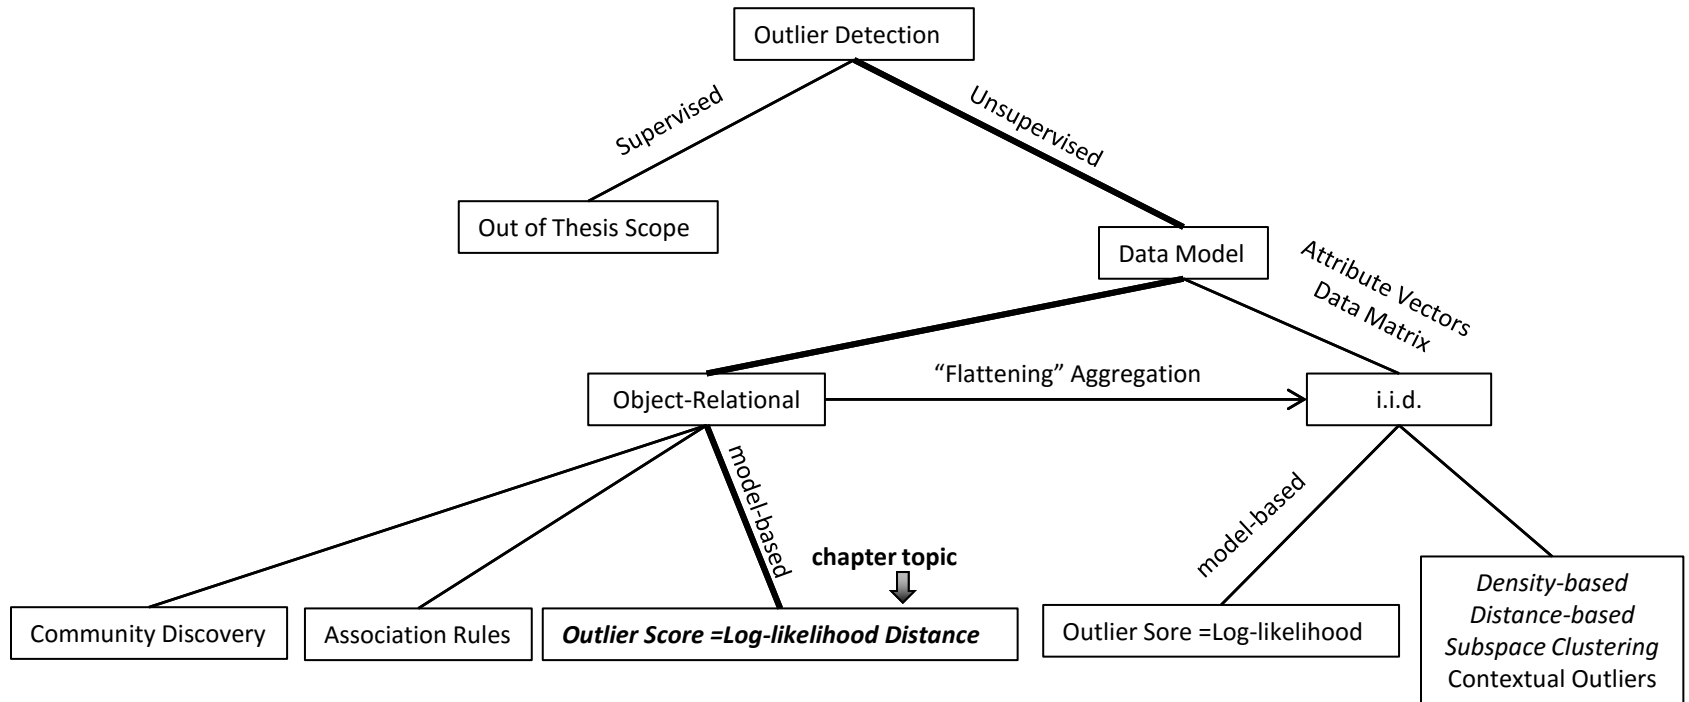 Outlier Detection
Supervised
Unsupervised
Out of Thesis Scope
Data Model
Attribute Vectors
Data Matrix
“Flattening” Aggregation
Object-Relational
i.i.d.
model-based
model-based
chapter topic
Community Discovery
Association Rules
Outlier Score =Log-likelihood Distance
Outlier Sore =Log-likelihood
Density-based
Distance-based
Subspace Clustering
Contextual Outliers